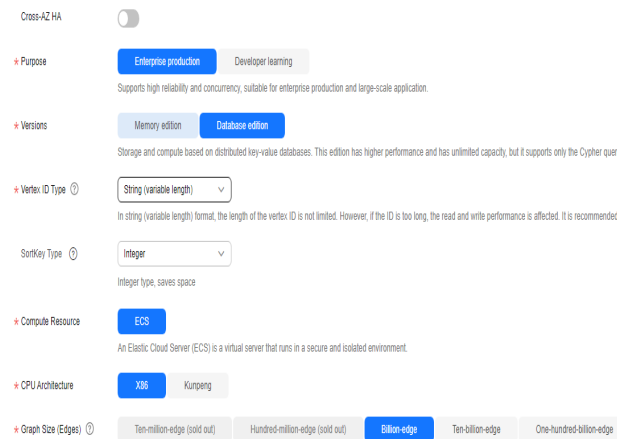 Cross-AZ HA
* Purpose Enterprise production Developer learning
Supports high reliability and concurrency, suitable for enterprise production and large-scale application.
* Versions Memory edition Database edition
Storage and compute based on distributed key-value databases. This edition has higher performance and has unlimited capacity, but it supports only the Cypher quer
* Vertex ID Type ? String (variable length)
In string (variable length) format, the length of the vertex ID is not limited. However, if the ID is too long, the read and write performance is affected. It is recommended
SortKey Type ? Integer
Integer type, saves space
* Compute Resource ECS
An Elastic Cloud Server (ECS) is a virtual server that runs in a secure and isolated environment.
* CPU Architecture X86 Kunpeng
* Graph Size (Edges) ? Ten-million-edge (sold out) Hundred-million-edge (sold out) Billion-edge Ten-billion-edge One-hundred-billion-edge